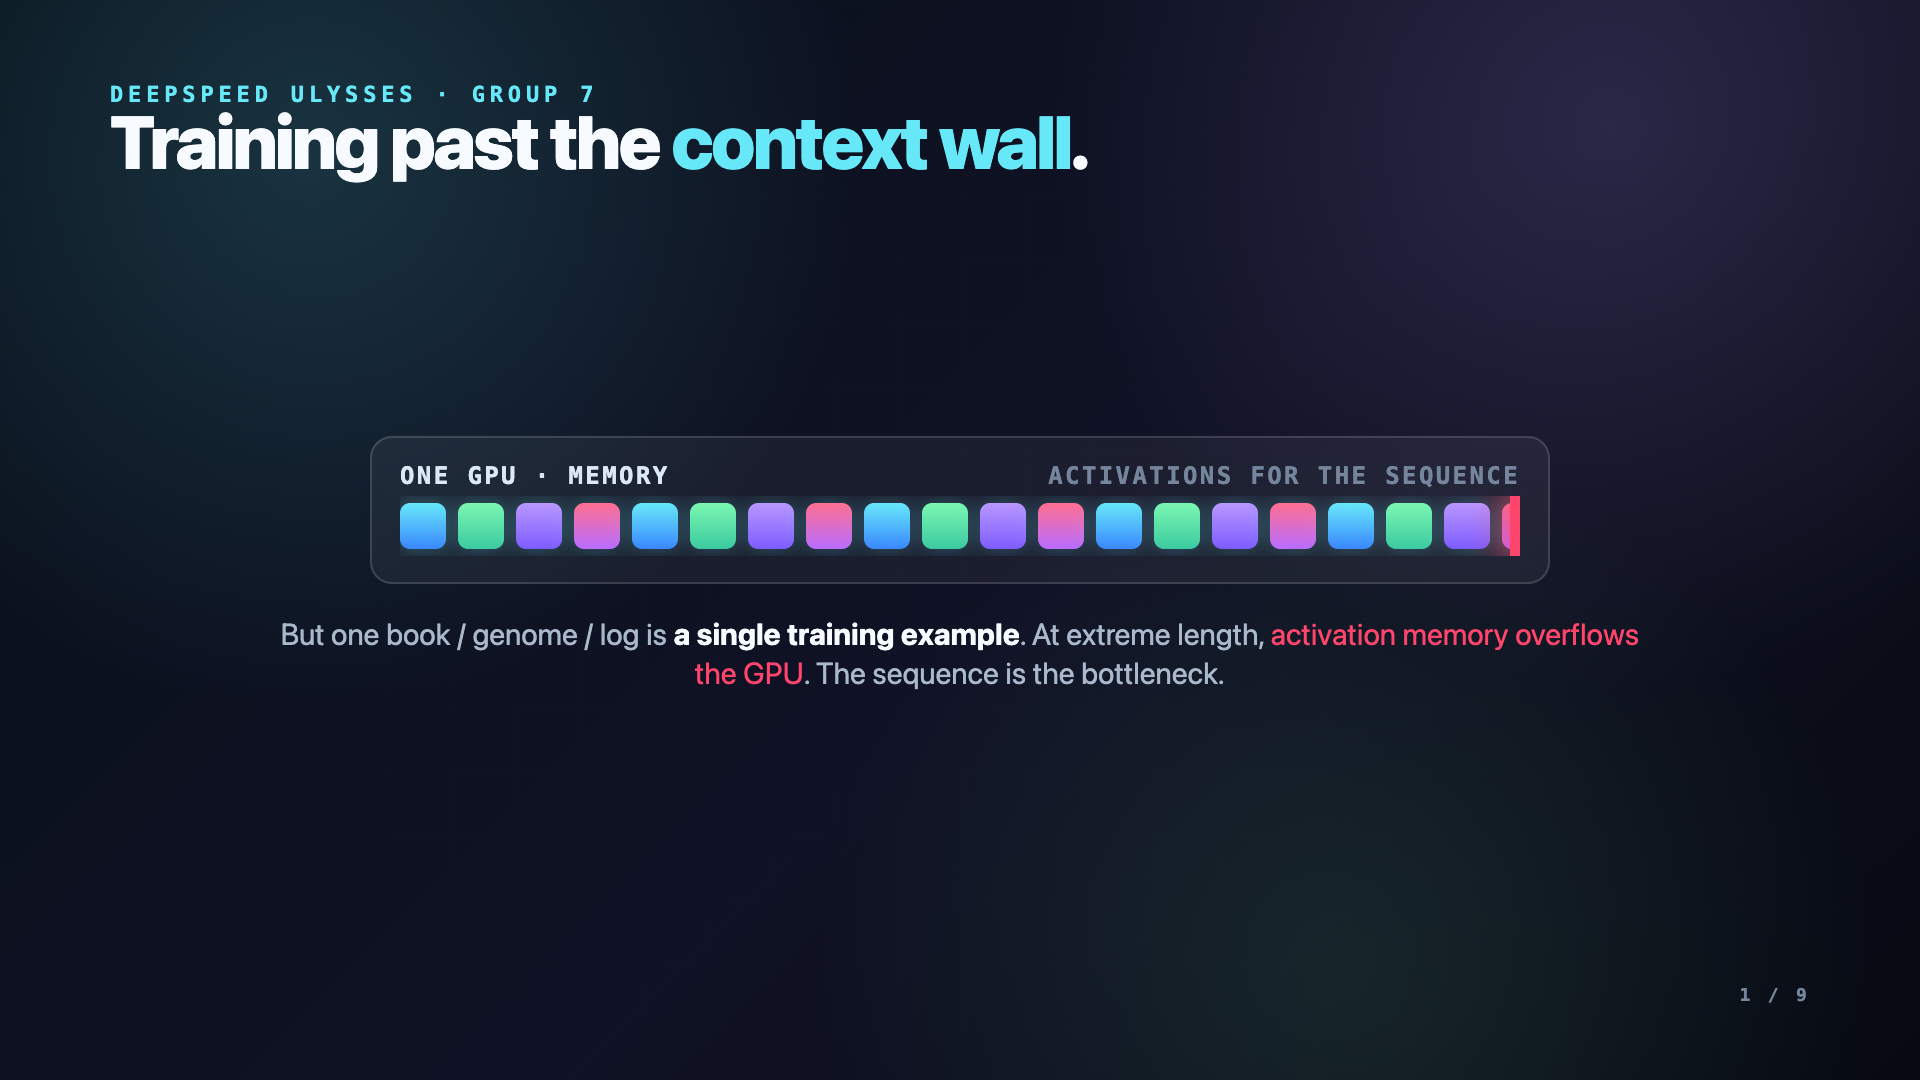 DEEPSPEED ULYSSES · GROUP 7
Training past the context wall.
ONE GPU · MEMORY
ACTIVATIONS FOR THE SEQUENCE
But one book / genome / log is a single training example. At extreme length, activation memory overflows
the GPU. The sequence is the bottleneck.
1 / 9